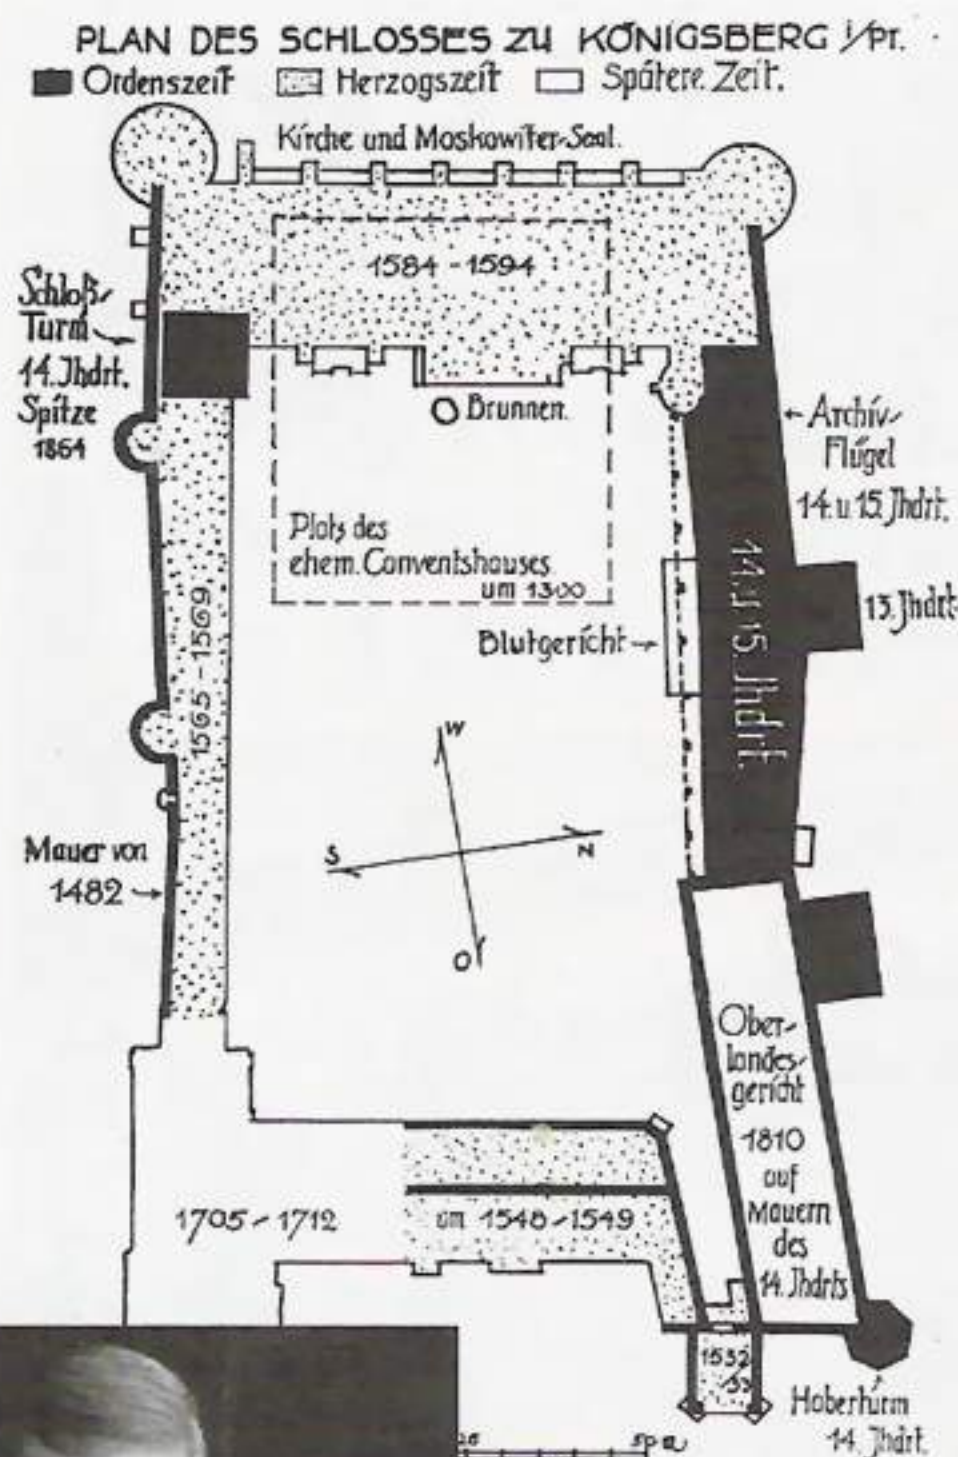 PLAN DES SCHLOSSES ZU KÖNIGSBERG i/Pr.
Ordenszeit Herzogszeit Spätere Zeit.
Kirche und Moskowiter-Saal.
1584 - 1594
Schloß-
Turm
14. Jhdrt.
Spitze
1864
Brunnen.
Archiv-
Flügel
14. u. 15. Jhdrt.
Platz des
ehem. Conventshauses
um 1300
14. u. 15. Jhdrt.
13. Jhdrt.
Blutgericht
1565 - 1569
W
S
N
O
Mauer von
1482
Ober-
landes-
gericht
1810
auf
Mauern
des
14. Jhdrts
1705 - 1712
um 1548 - 1549
1532
33
Haberturm
14. Jhdrt.